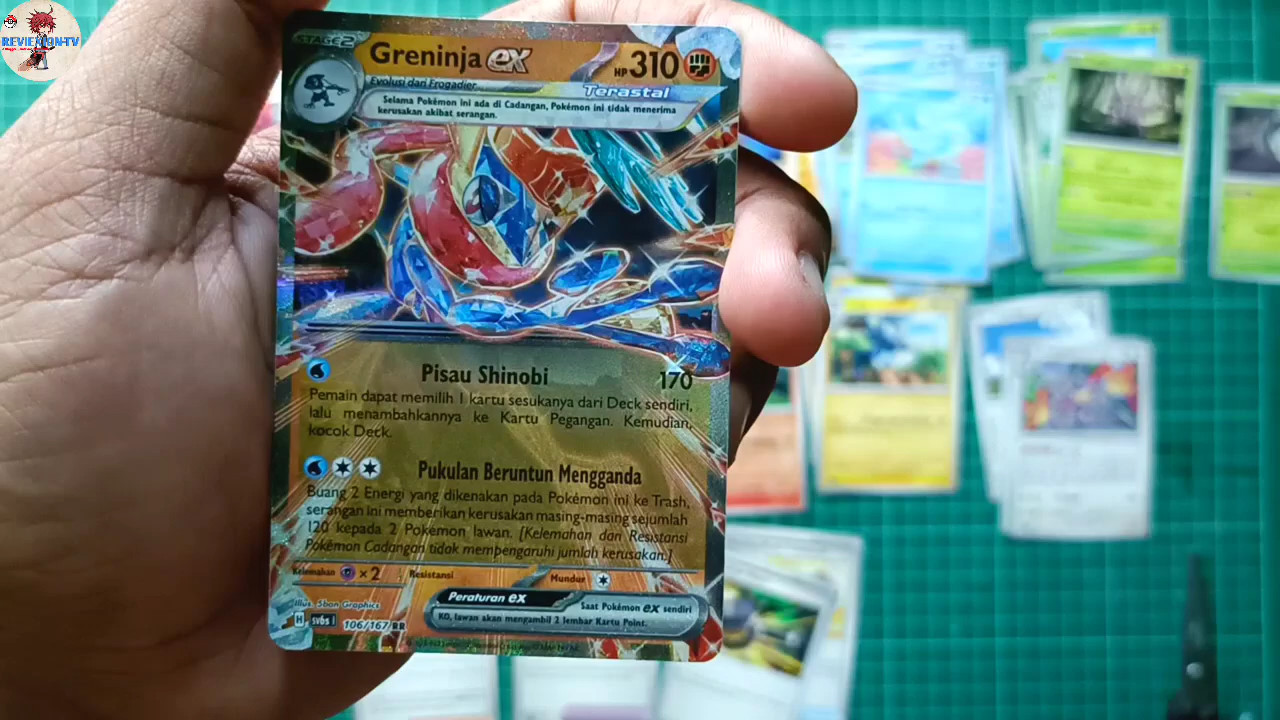 REVIEXION TV
STAGE2
Greninja ex
HP 310
Evolusi dari Frogadier
Terastal
Selama Pokémon ini ada di Cadangan, Pokémon ini tidak menerima
kerusakan akibat serangan.
Pisau Shinobi 170
Pemain dapat memilih 1 kartu sesukanya dari Deck sendiri,
lalu menambahkannya ke Kartu Pegangan. Kemudian,
kocok Deck.
Pukulan Beruntun Mengganda
Buang 2 Energi yang dikenakan pada Pokémon ini ke Trash,
serangan ini memberikan kerusakan masing-masing sejumlah
120 kepada 2 Pokémon lawan. [Kelemahan dan Resistansi
Pokémon Cadangan tidak mempengaruhi jumlah kerusakan.]
Kelemahan ×2 Resistansi Mundur
Peraturan ex
Saat Pokémon ex sendiri
KO, lawan akan mengambil 2 lembar Kartu Point.
Illus. 5ban Graphics
H sv6s I 106/167 RR